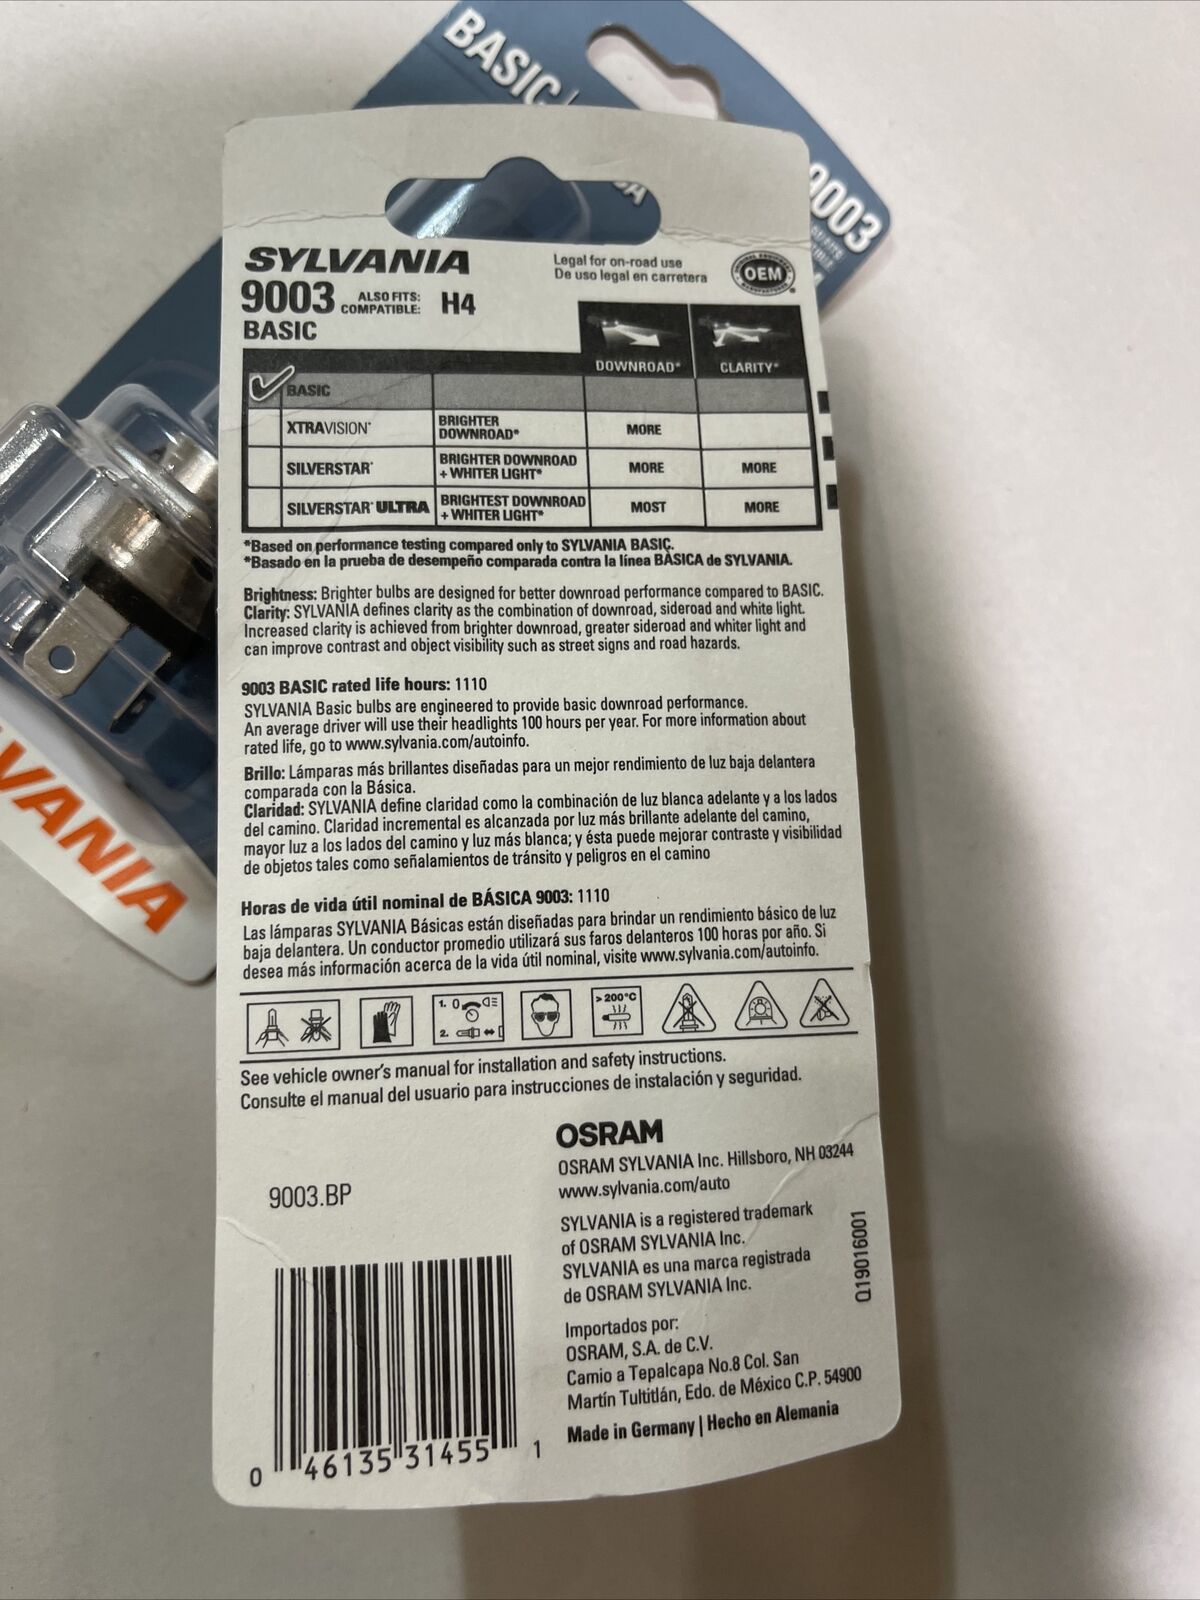 BASIC
9003
SYLVANIA
9003 ALSO FITS: H4
COMPATIBLE:
BASIC
Legal for on-road use
De uso legal en carretera
OEM
DOWNROAD* CLARITY*
BASIC
XTRAVISION® BRIGHTER DOWNROAD* MORE
SILVERSTAR® BRIGHTER DOWNROAD + WHITER LIGHT* MORE MORE
SILVERSTAR® ULTRA BRIGHTEST DOWNROAD + WHITER LIGHT* MOST MORE
*Based on performance testing compared only to SYLVANIA BASIC.
*Basado en la prueba de desempeño comparada contra la línea BÁSICA de SYLVANIA.
Brightness: Brighter bulbs are designed for better downroad performance compared to BASIC.
Clarity: SYLVANIA defines clarity as the combination of downroad, sideroad and white light.
Increased clarity is achieved from brighter downroad, greater sideroad and whiter light and
can improve contrast and object visibility such as street signs and road hazards.
9003 BASIC rated life hours: 1110
SYLVANIA Basic bulbs are engineered to provide basic downroad performance.
An average driver will use their headlights 100 hours per year. For more information about
rated life, go to www.sylvania.com/autoinfo.
Brillo: Lámparas más brillantes diseñadas para un mejor rendimiento de luz baja delantera
comparada con la Básica.
Claridad: SYLVANIA define claridad como la combinación de luz blanca adelante y a los lados
del camino. Claridad incremental es alcanzada por luz más brillante adelante del camino,
mayor luz a los lados del camino y luz más blanca; y ésta puede mejorar contraste y visibilidad
de objetos tales como señalamientos de tránsito y peligros en el camino
Horas de vida útil nominal de BÁSICA 9003: 1110
Las lámparas SYLVANIA Básicas están diseñadas para brindar un rendimiento básico de luz
baja delantera. Un conductor promedio utilizará sus faros delanteros 100 horas por año. Si
desea más información acerca de la vida útil nominal, visite www.sylvania.com/autoinfo.
1. 0
2.
>200°C
See vehicle owner's manual for installation and safety instructions.
Consulte el manual del usuario para instrucciones de instalación y seguridad.
OSRAM
OSRAM SYLVANIA Inc. Hillsboro, NH 03244
www.sylvania.com/auto
9003.BP
SYLVANIA is a registered trademark
of OSRAM SYLVANIA Inc.
SYLVANIA es una marca registrada
de OSRAM SYLVANIA Inc.
Q19016001
Importados por:
OSRAM, S.A. de C.V.
Camio a Tepalcapa No.8 Col. San
Martín Tultitlán, Edo. de México C.P. 54900
Made in Germany | Hecho en Alemania
0 46135 31455 1
VANIA